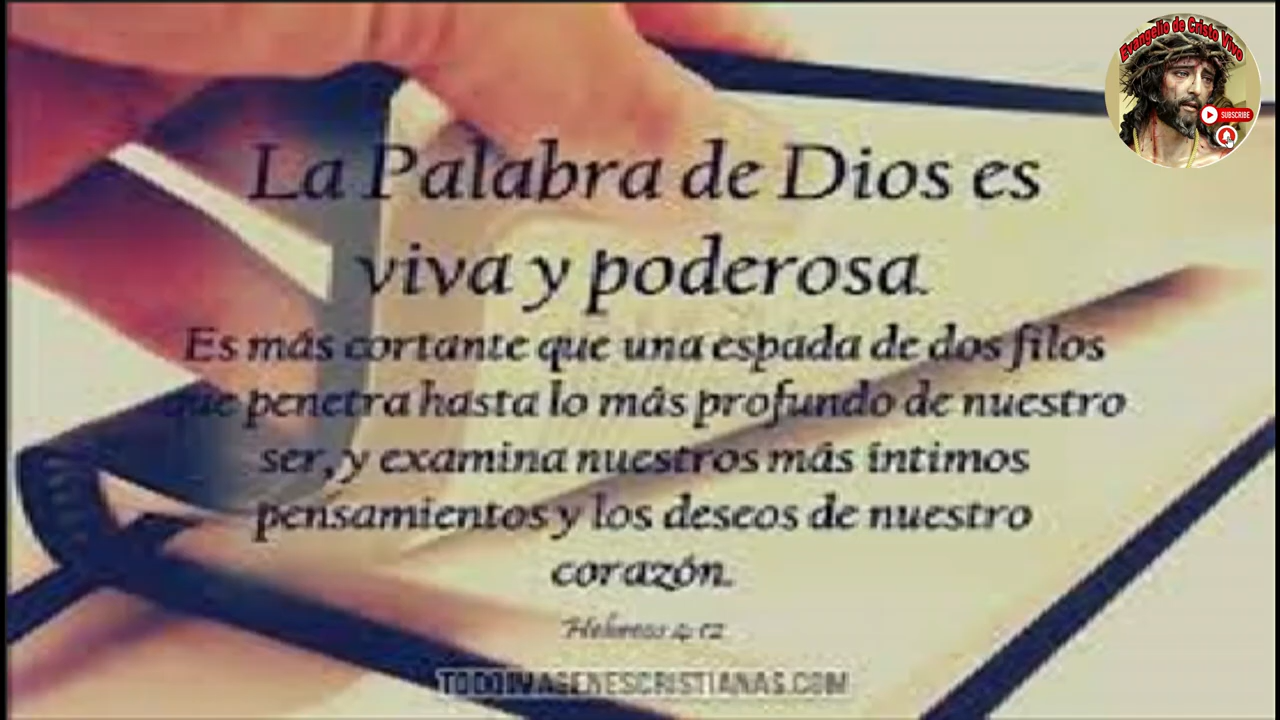 Evangelio de Cristo Vivo
SUBSCRIBE
La Palabra de Dios es
viva y poderosa.
Es más cortante que una espada de dos filos
que penetra hasta lo más profundo de nuestro
ser, y examina nuestros más íntimos
pensamientos y los deseos de nuestro
corazón.
Hebreos 4:12
TODOIMAGENESCRISTIANAS.COM